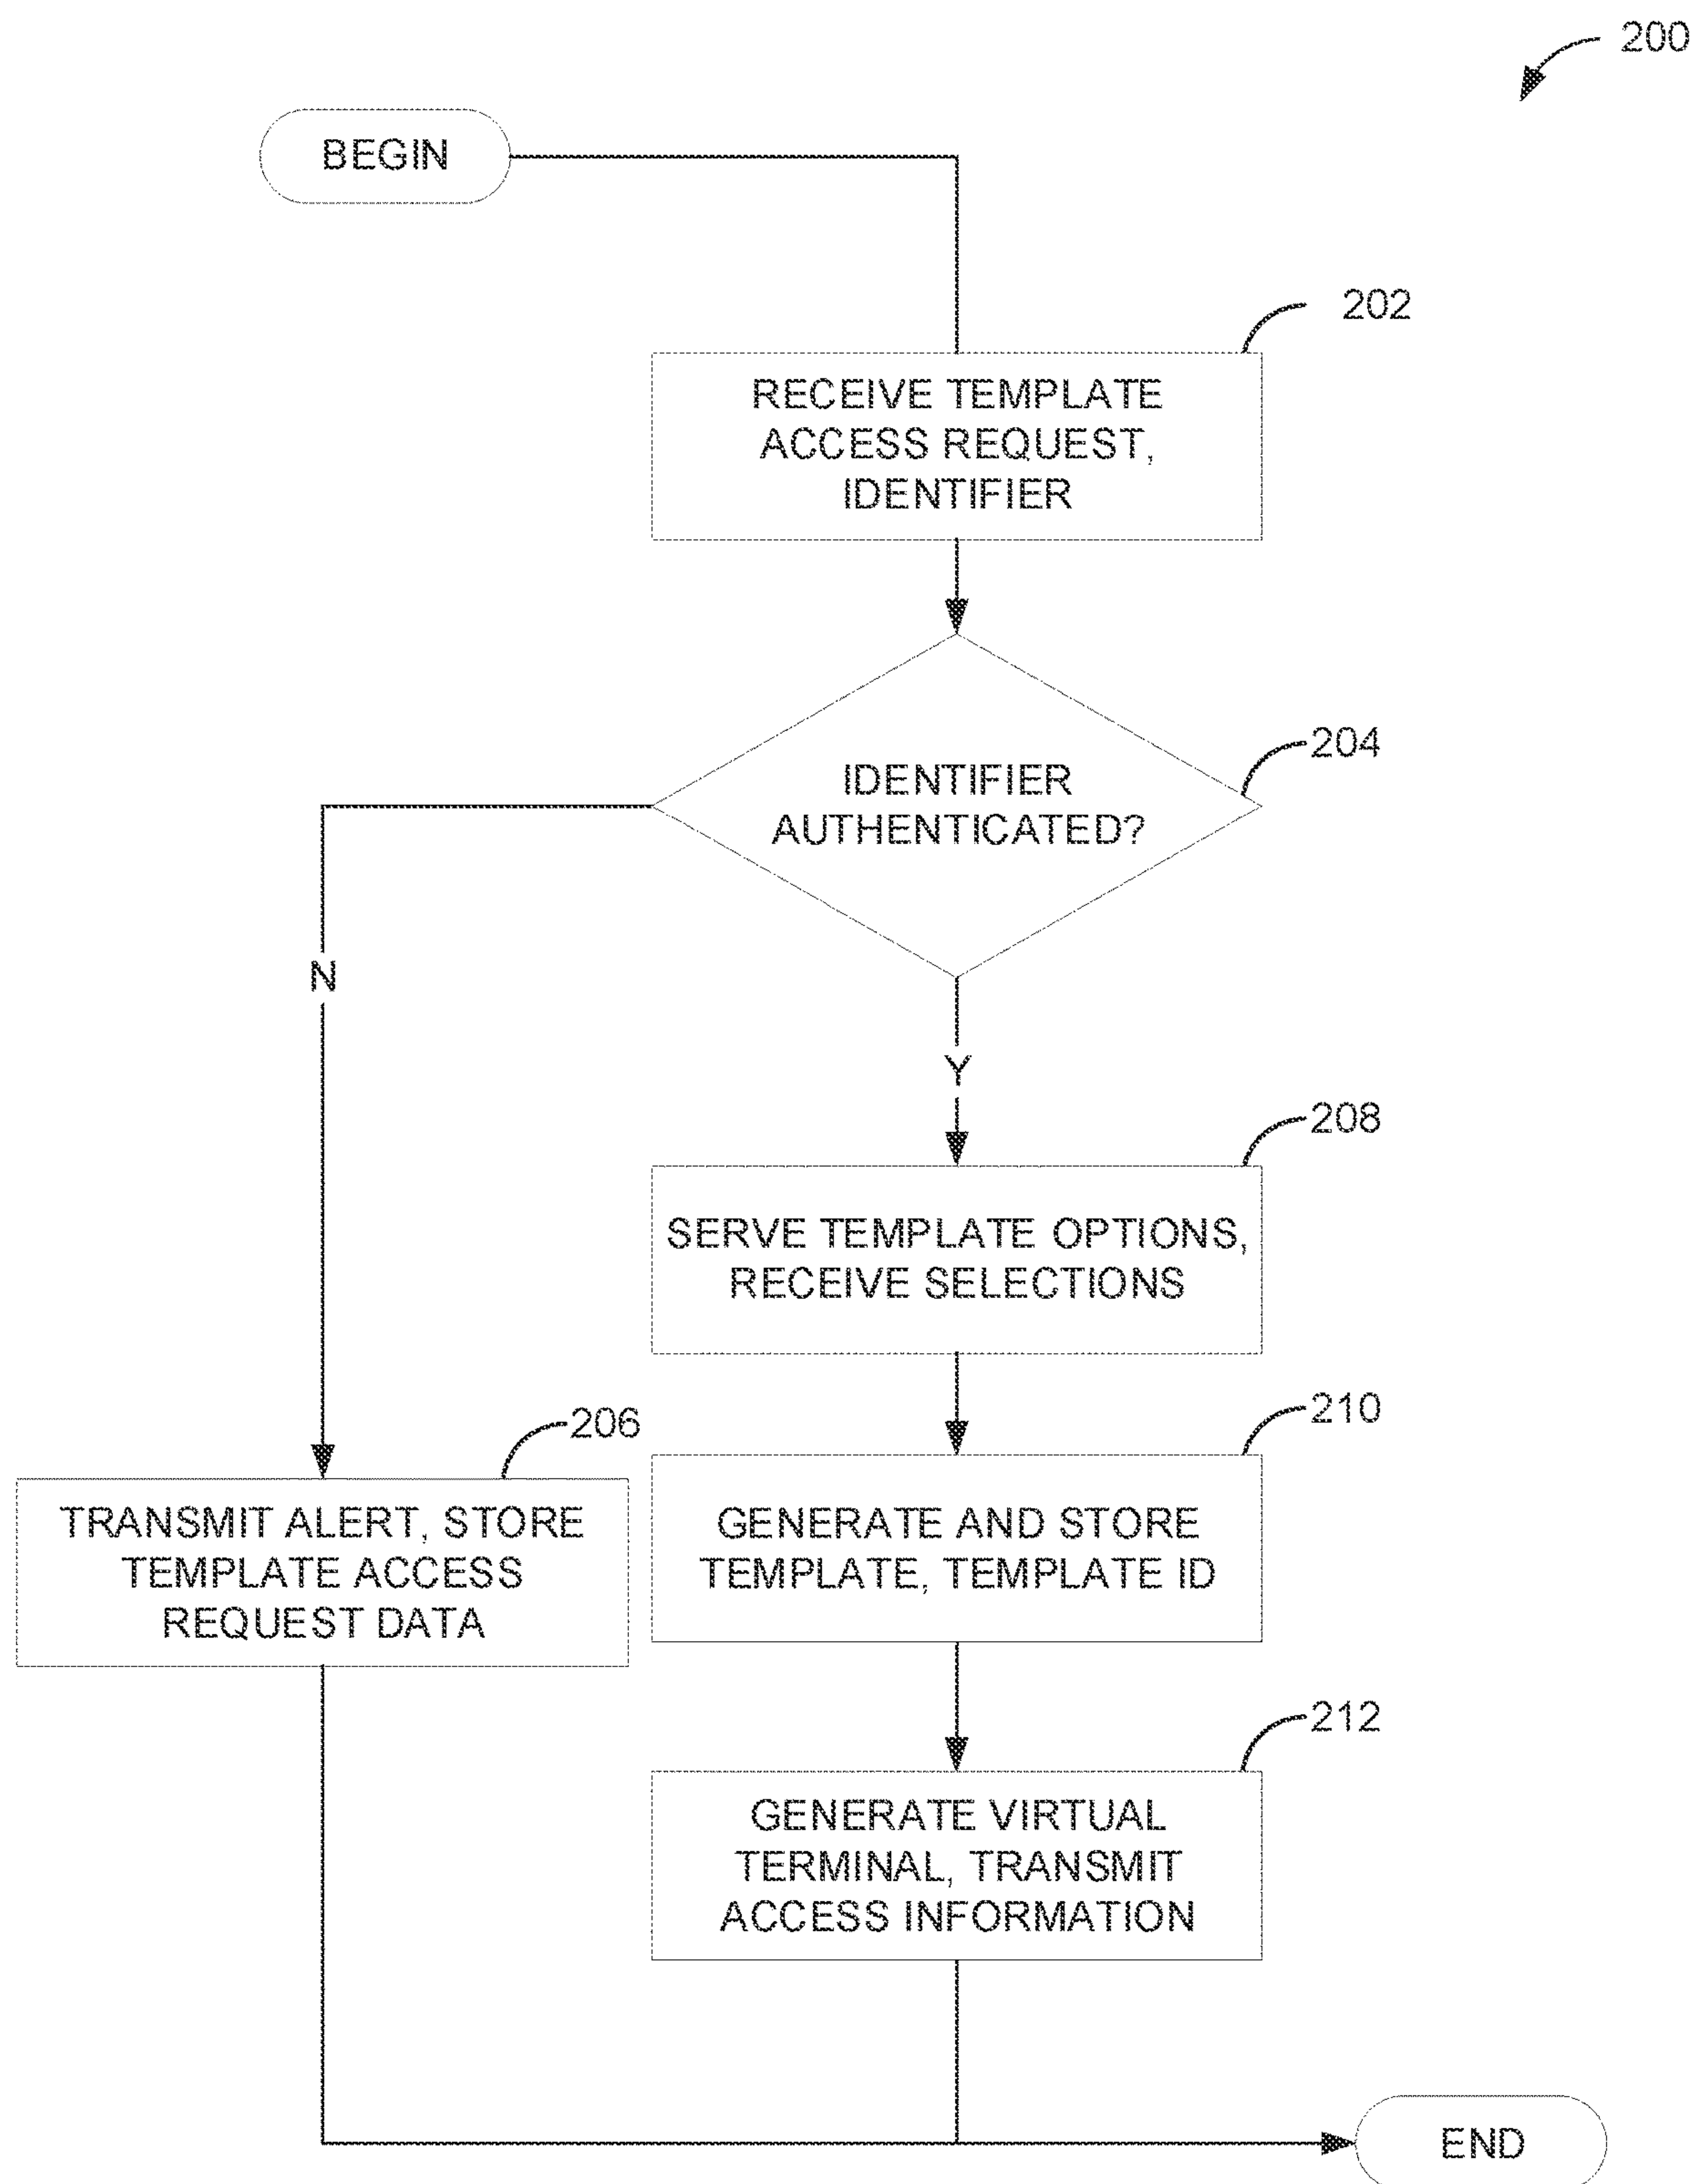 200
BEGIN
202
RECEIVE TEMPLATE
ACCESS REQUEST,
IDENTIFIER
204
IDENTIFIER
AUTHENTICATED?
N
Y
208
SERVE TEMPLATE OPTIONS,
RECEIVE SELECTIONS
206
TRANSMIT ALERT, STORE
TEMPLATE ACCESS
REQUEST DATA
210
GENERATE AND STORE
TEMPLATE, TEMPLATE ID
212
GENERATE VIRTUAL
TERMINAL, TRANSMIT
ACCESS INFORMATION
END